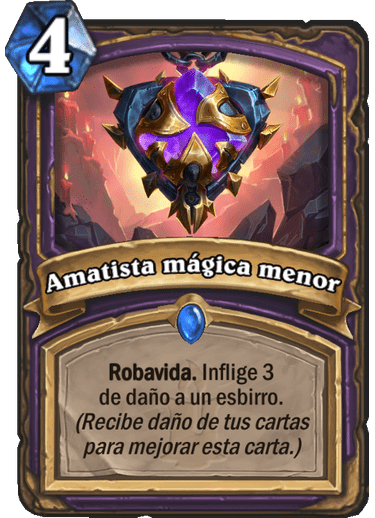 4
Amatista mágica menor
Robavida. Inflige 3
de daño a un esbirro.
(Recibe daño de tus cartas
para mejorar esta carta.)